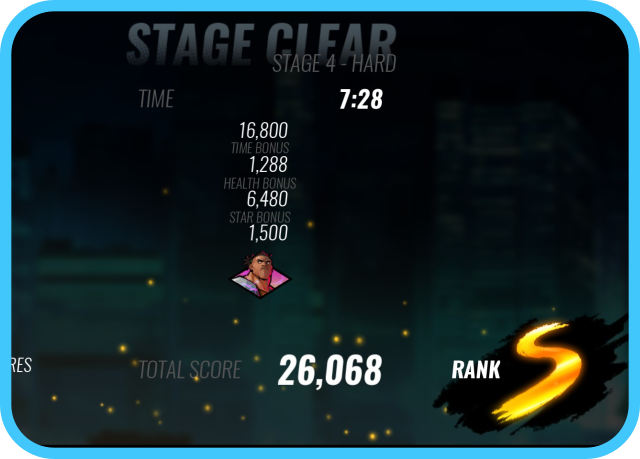 STAGE CLEAR
STAGE 4 - HARD
TIME 7:28
16,800
TIME BONUS
1,288
HEALTH BONUS
6,480
STAR BONUS
1,500
RES
TOTAL SCORE 26,068
RANK S